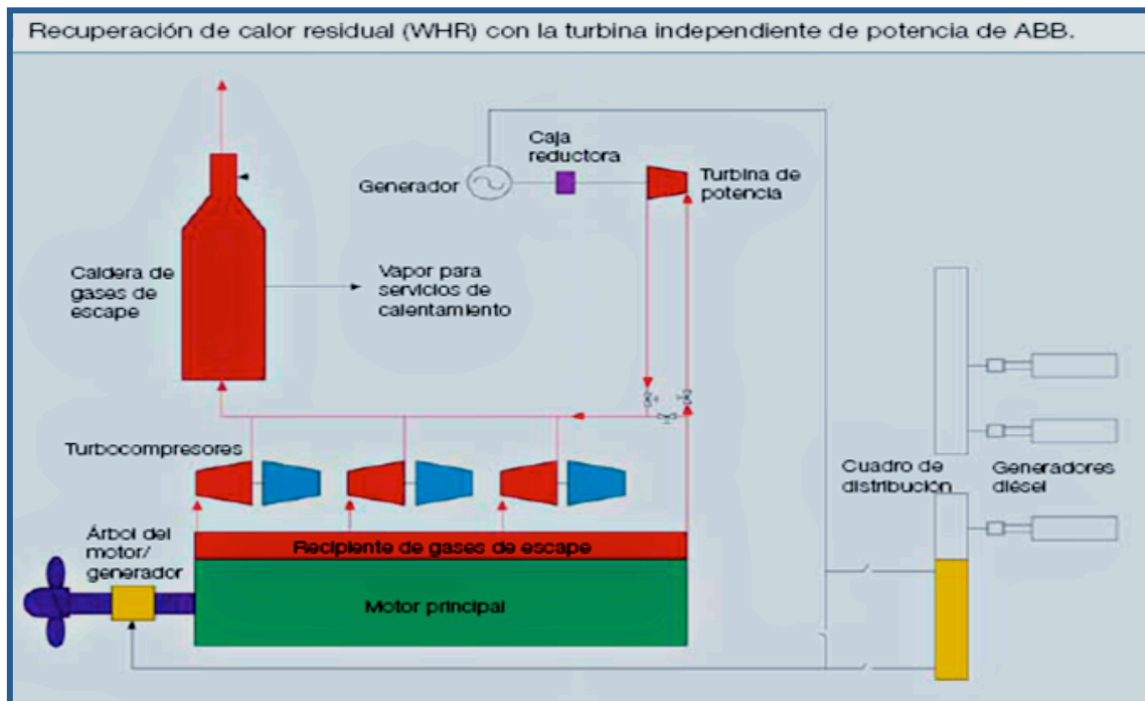 Recuperación de calor residual (WHR) con la turbina independiente de potencia de ABB.
Caja
reductora
Generador
Turbina de
potencia
Caldera de
gases de
escape
Vapor para
servicios de
calentamiento
Turbocompresores
Cuadro de
distribución
Generadores
diésel
Árbol del
motor/
generador
Recipiente de gases de escape
Motor principal